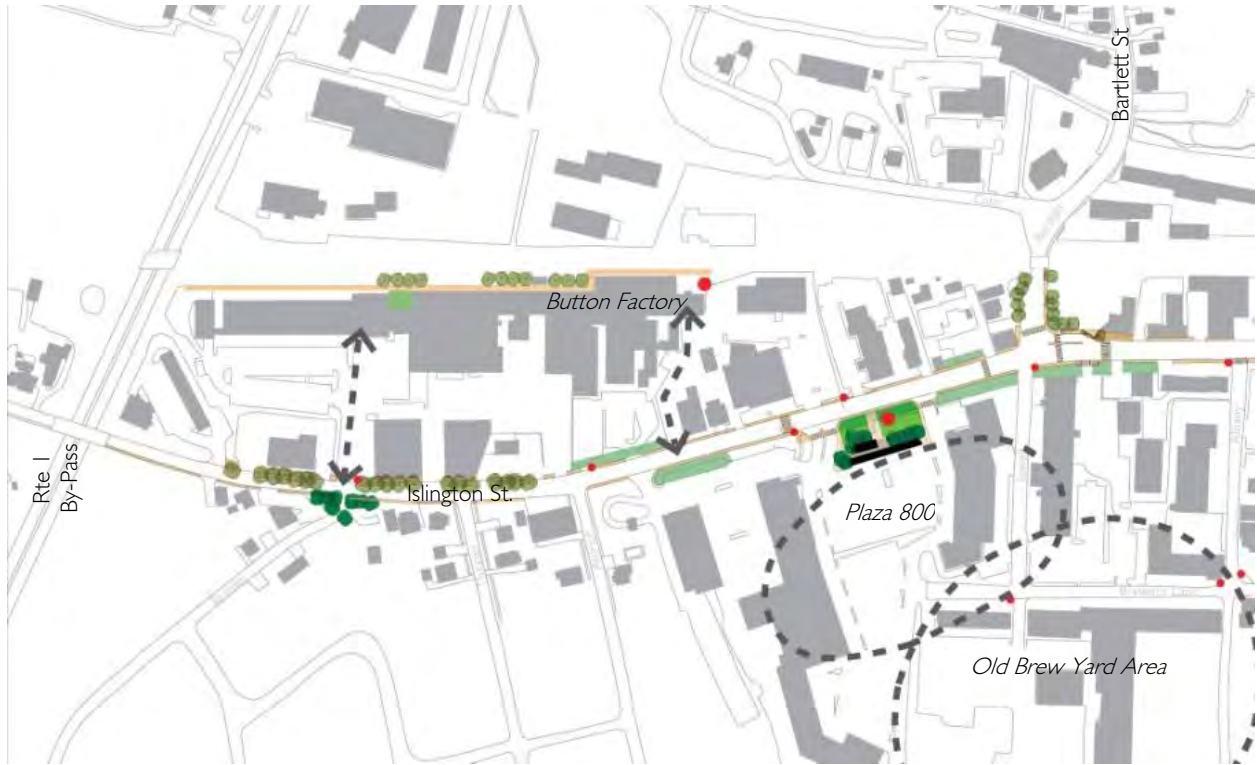 Bartlett St
Button Factory
Rte 1
By-Pass
Islington St.
Plaza 800
Old Brew Yard Area